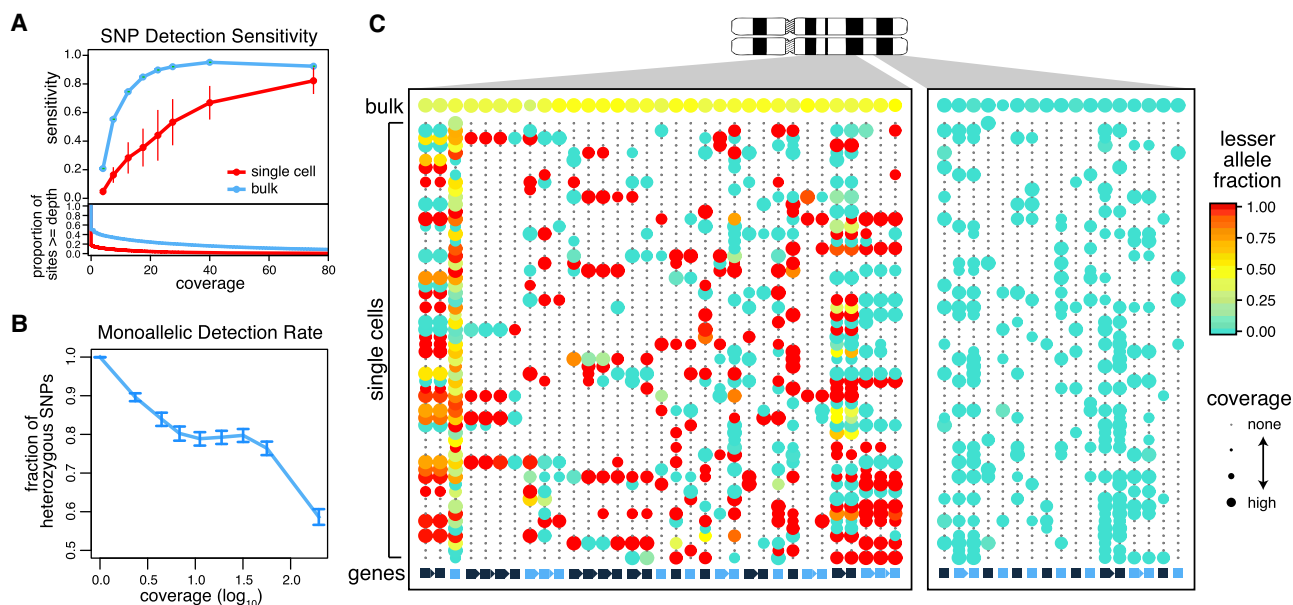 A
SNP Detection Sensitivity
sensitivity
1.0
0.8
0.6
0.4
0.2
0.0
single cell
bulk
proportion of
sites >= depth
1.0
0.8
0.6
0.4
0.2
0.0
0 20 40 60 80
coverage
B
Monoallelic Detection Rate
fraction of
heterozygous SNPs
1.0
0.9
0.8
0.7
0.6
0.5
0.0 0.5 1.0 1.5 2.0
coverage (log10)
C
bulk
single cells
genes
lesser
allele
fraction
1.00
0.75
0.50
0.25
0.00
coverage
none
high